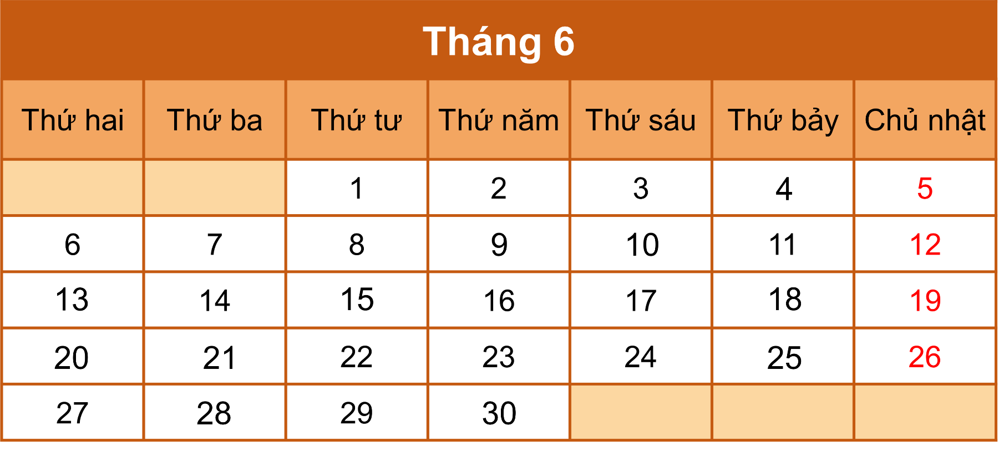 Tháng 6
Thứ hai Thứ ba Thứ tư Thứ năm Thứ sáu Thứ bảy Chủ nhật
1 2 3 4 5
6 7 8 9 10 11 12
13 14 15 16 17 18 19
20 21 22 23 24 25 26
27 28 29 30